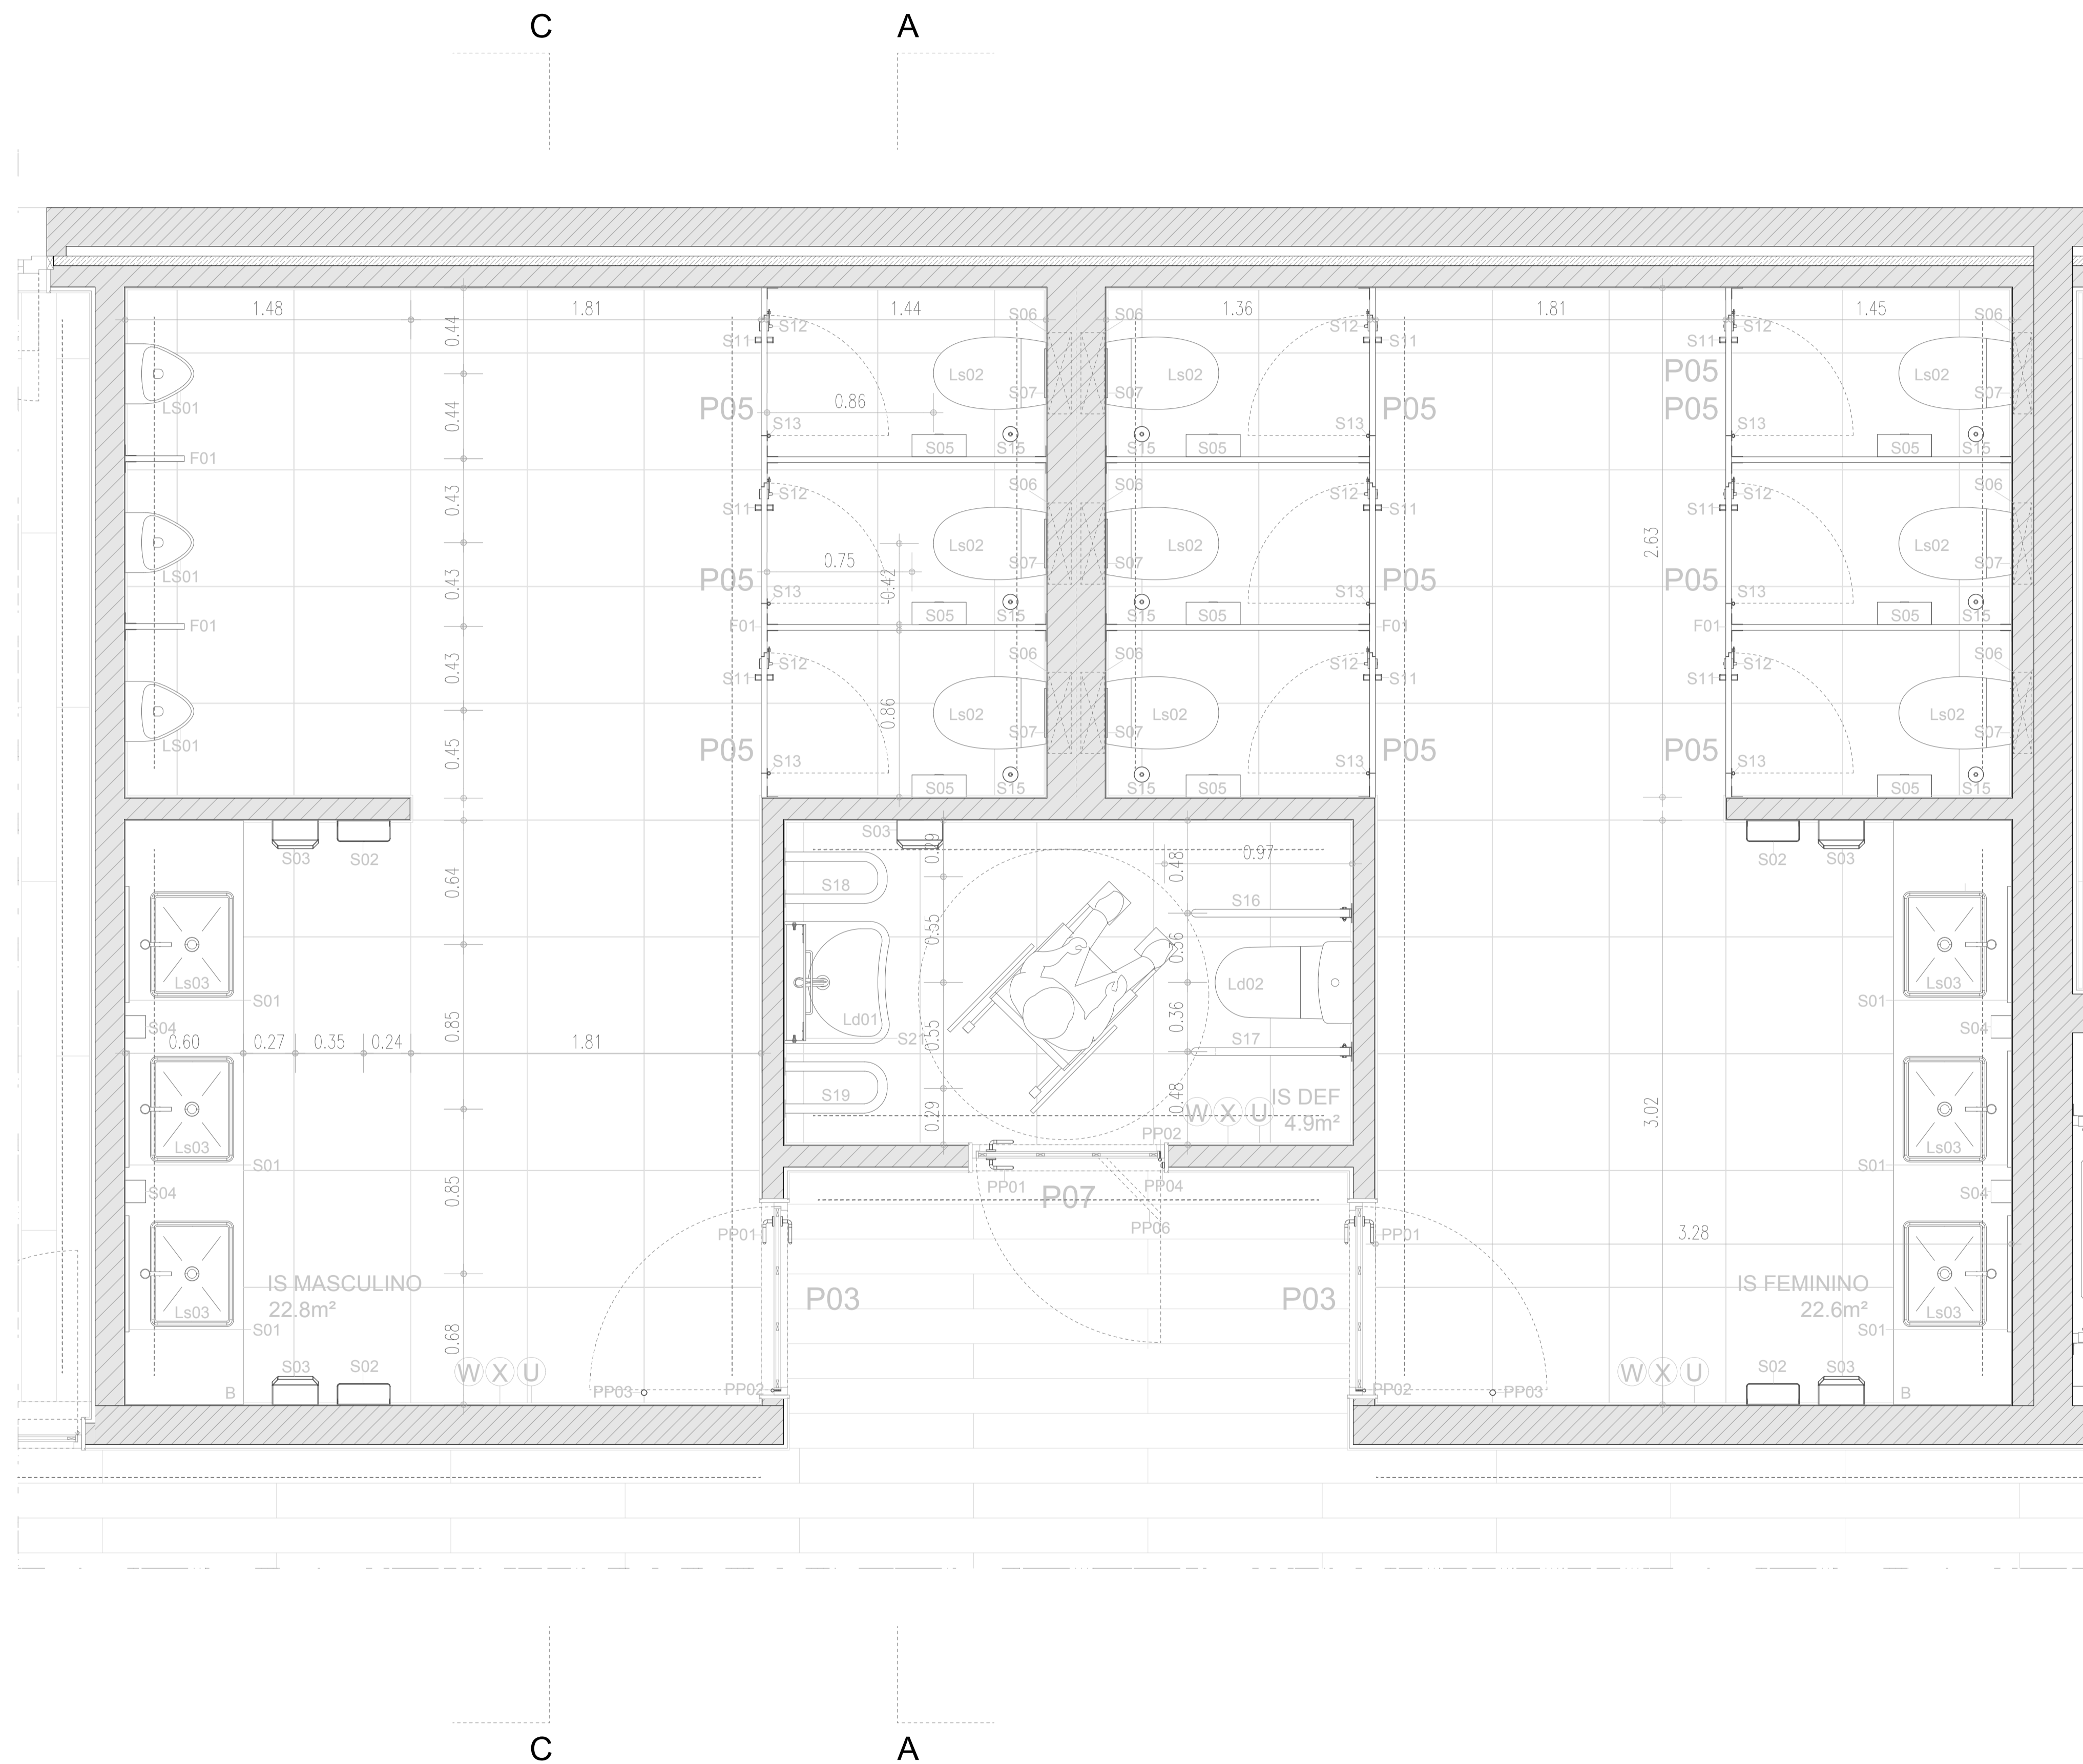 C A
1.48 1.81 1.44 1.36 1.81 1.45
S06 S06 S06
0.44
S12 S12 S12
S11 S11 S11
P05
Ls02 Ls02 Ls02
S07 S07 S07
LS01 0.44 P05 0.86 P05 P05
S13 S13 S13
S05 S15 S15 S05 S05 S15
F01
S06 S06 S06
0.43 S12 S12 S12
S11 S11 S11
2.63
Ls02 Ls02 Ls02
0.75
S07 S07 S07
LS01 0.43 P05 0.42 P05 P05
S13 S13 S13
S05 S15 S15 S05 S05 S15
F01 F01 F01 F01
S06 S06 S06
0.43 S12 S12 S12
S11 S11 S11
0.86
Ls02 Ls02 Ls02
S07 S07 S07
LS01 0.45 P05 P05 P05
S13 S13 S13
S05 S15 S15 S05 S05 S15
S03 0.29
S03 S02 0.48 0.97 S02 S03
0.64 S18
S16
0.55 0.36
Ls03 Ld02 Ls03
S01 S01
Ld01 0.36
S04 0.85 S04
0.60 0.27 0.35 0.24 1.81 S21 0.55 S17
S19 0.48 IS DEF
Ls03 0.29 W X U 4.9m² 3.02 Ls03
PP02
S01 S01
PP01 PP04
S04 0.85 P07 S04
PP06
PP01 PP01 3.28
IS MASCULINO IS FEMININO
22.8m² P03 P03 22.6m²
Ls03 Ls03
S01 0.68 S01
S03 S02 W X U W X U S02 S03
B PP03 PP02 PP02 PP03 B
C A